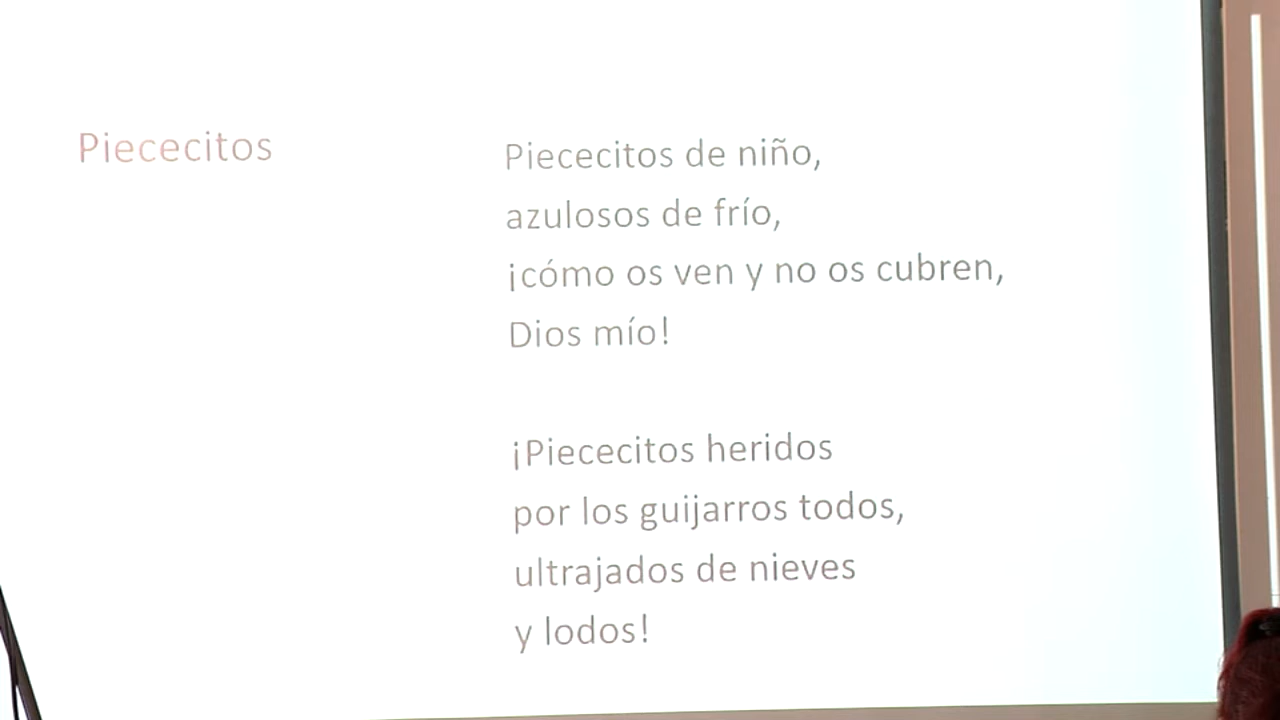 Piececitos
Piececitos de niño,
azulosos de frío,
¡cómo os ven y no os cubren,
Dios mío!
¡Piececitos heridos
por los guijarros todos,
ultrajados de nieves
y lodos!